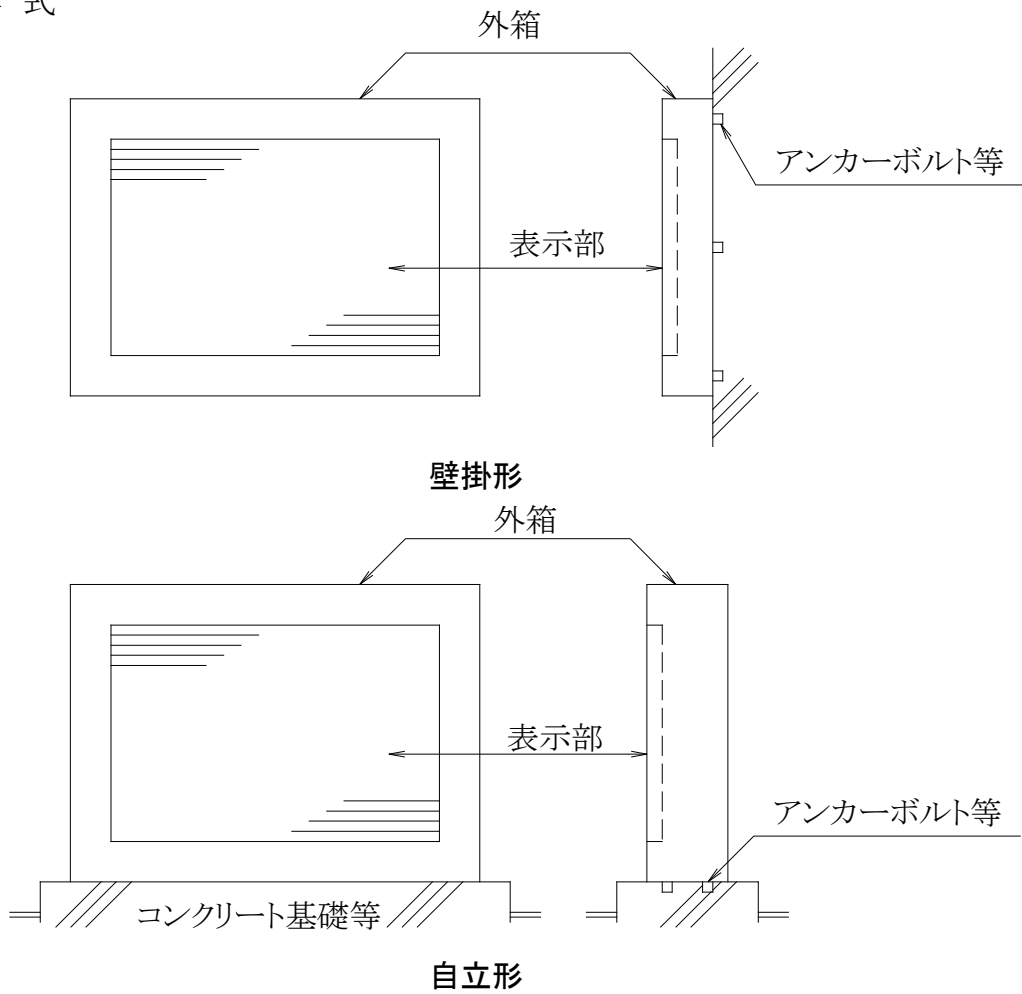 式
外箱
アンカーボルト等
表示部
壁掛形
外箱
表示部
アンカーボルト等
コンクリート基礎等
自立形